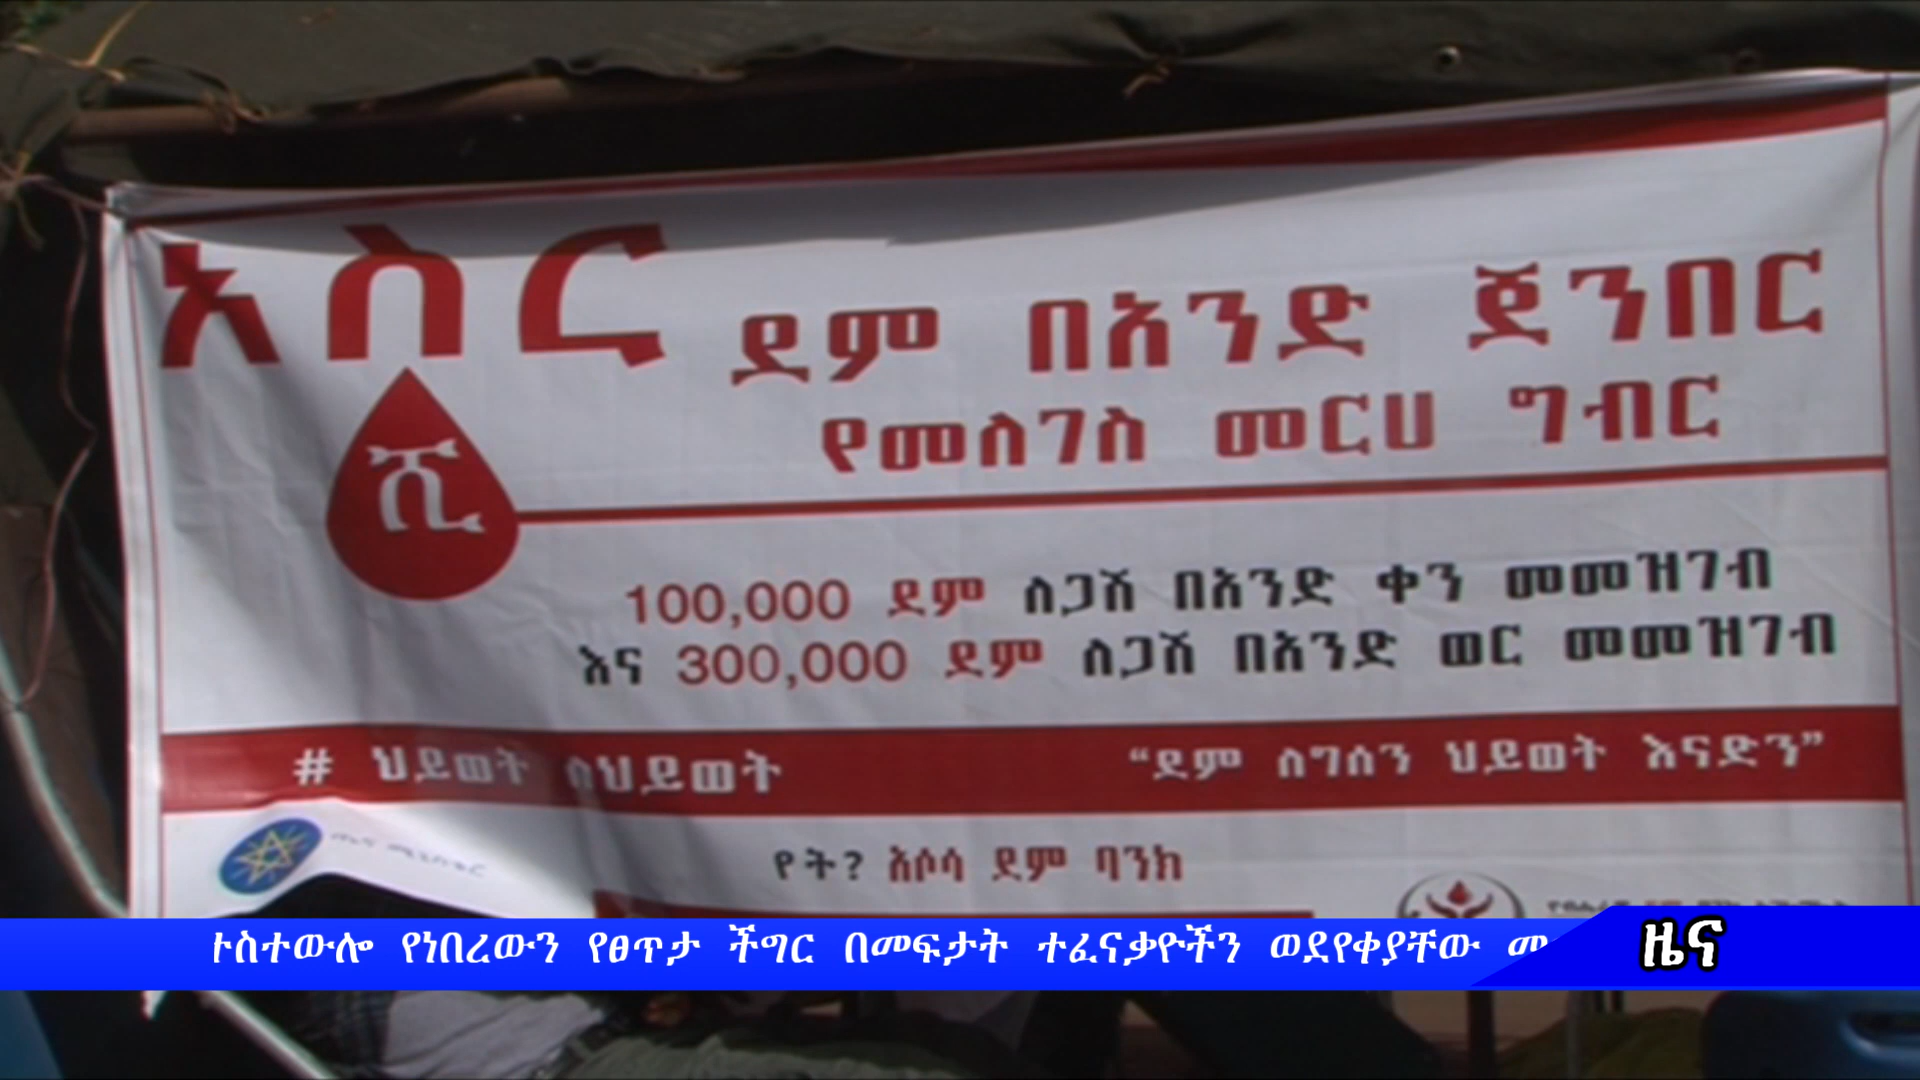 አስር
ሺ
ደም በአንድ ጀንበር
የመለገስ መርሀ ግብር
100,000 ደም ለጋሽ በአንድ ቀን መመዝገብ
እና 300,000 ደም ለጋሽ በአንድ ወር መመዝገብ
# ህይወት ለህይወት
“ደም ለግሰን ህይወት እናድን”
ጤና ሚኒስቴር
የት? አሶሳ ደም ባንክ
የነበረውን የፀጥታ ችግር በመፍታት ተፈናቃዮችን ወደየቀያቸው
ዜና